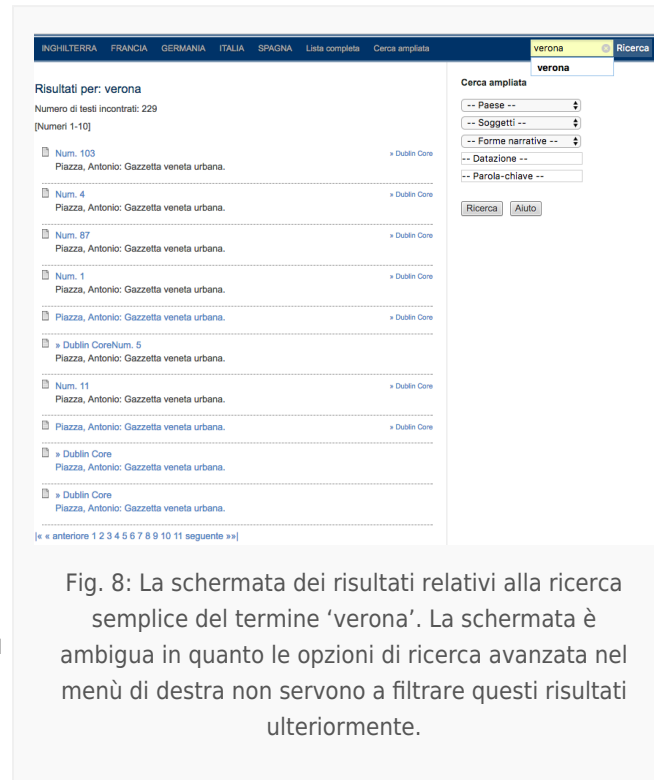 INGHILTERRA FRANCIA GERMANIA ITALIA SPAGNA Lista completa Cerca ampliata verona Ricerca
verona
Risultati per: verona
Numero di testi incontrati: 229
[Numeri 1-10]
Num. 103 » Dublin Core
Piazza, Antonio: Gazzetta veneta urbana.
Num. 4 » Dublin Core
Piazza, Antonio: Gazzetta veneta urbana.
Num. 87 » Dublin Core
Piazza, Antonio: Gazzetta veneta urbana.
Num. 1 » Dublin Core
Piazza, Antonio: Gazzetta veneta urbana.
Piazza, Antonio: Gazzetta veneta urbana. » Dublin Core
» Dublin CoreNum. 5
Piazza, Antonio: Gazzetta veneta urbana.
Num. 11 » Dublin Core
Piazza, Antonio: Gazzetta veneta urbana.
Piazza, Antonio: Gazzetta veneta urbana. » Dublin Core
» Dublin Core
Piazza, Antonio: Gazzetta veneta urbana.
» Dublin Core
Piazza, Antonio: Gazzetta veneta urbana.
|« « anteriore 1 2 3 4 5 6 7 8 9 10 11 seguente »»|
Cerca ampliata
-- Paese --
-- Soggetti --
-- Forme narrative --
-- Datazione --
-- Parola-chiave --
Ricerca Aiuto
Fig. 8: La schermata dei risultati relativi alla ricerca
semplice del termine ‘verona’. La schermata è
ambigua in quanto le opzioni di ricerca avanzata nel
menù di destra non servono a filtrare questi risultati
ulteriormente.